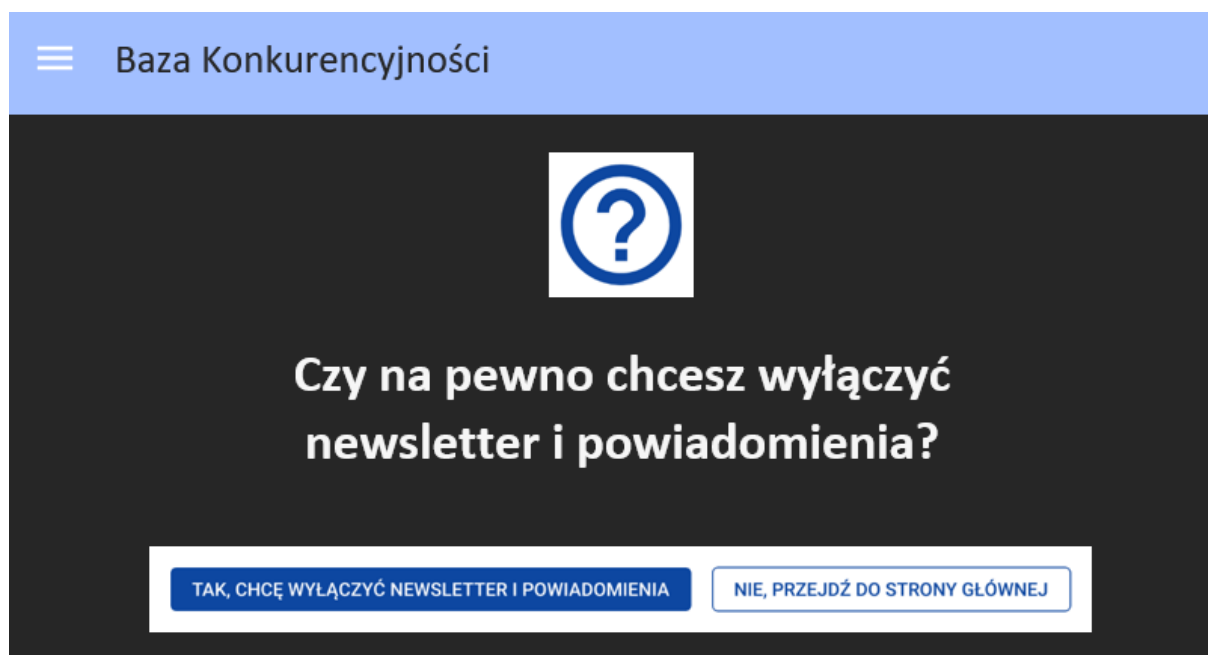 Baza Konkurencyjności
?
Czy na pewno chcesz wyłączyć
newsletter i powiadomienia?
TAK, CHCĘ WYŁĄCZYĆ NEWSLETTER I POWIADOMIENIA
NIE, PRZEJDŹ DO STRONY GŁÓWNEJ